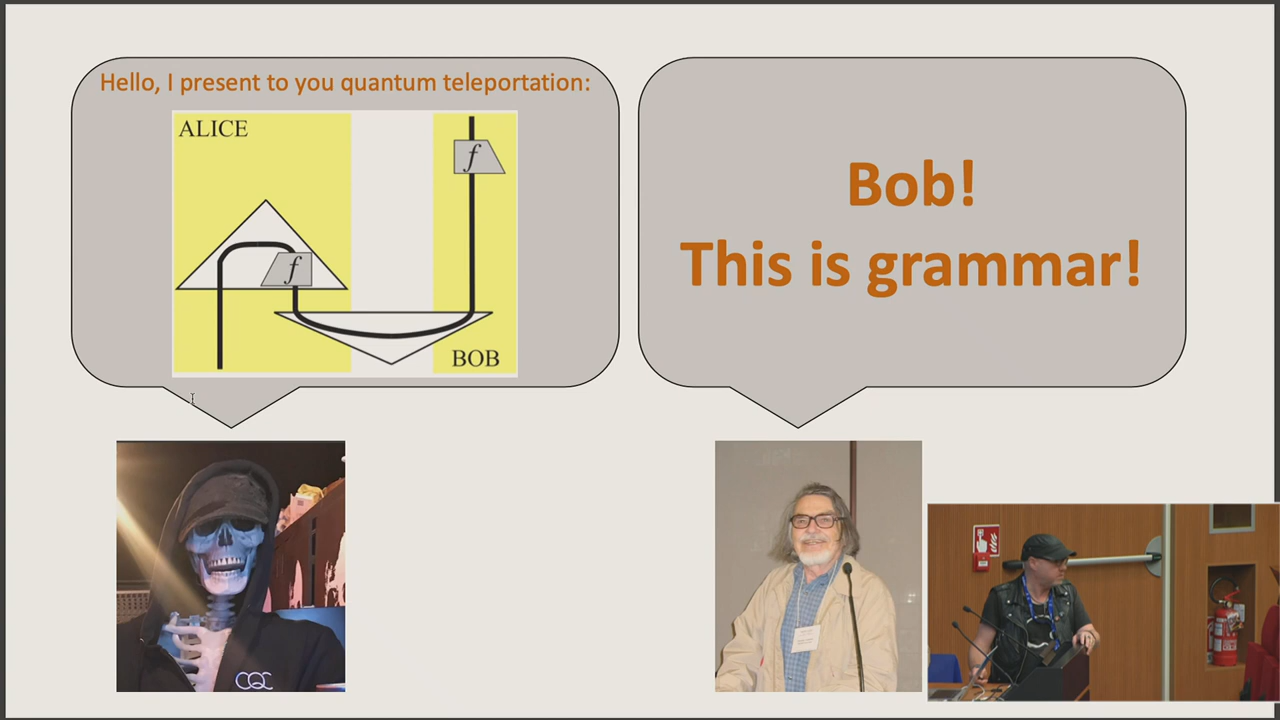 Hello, I present to you quantum teleportation:
ALICE
f
f
BOB
Bob!
This is grammar!
CQC